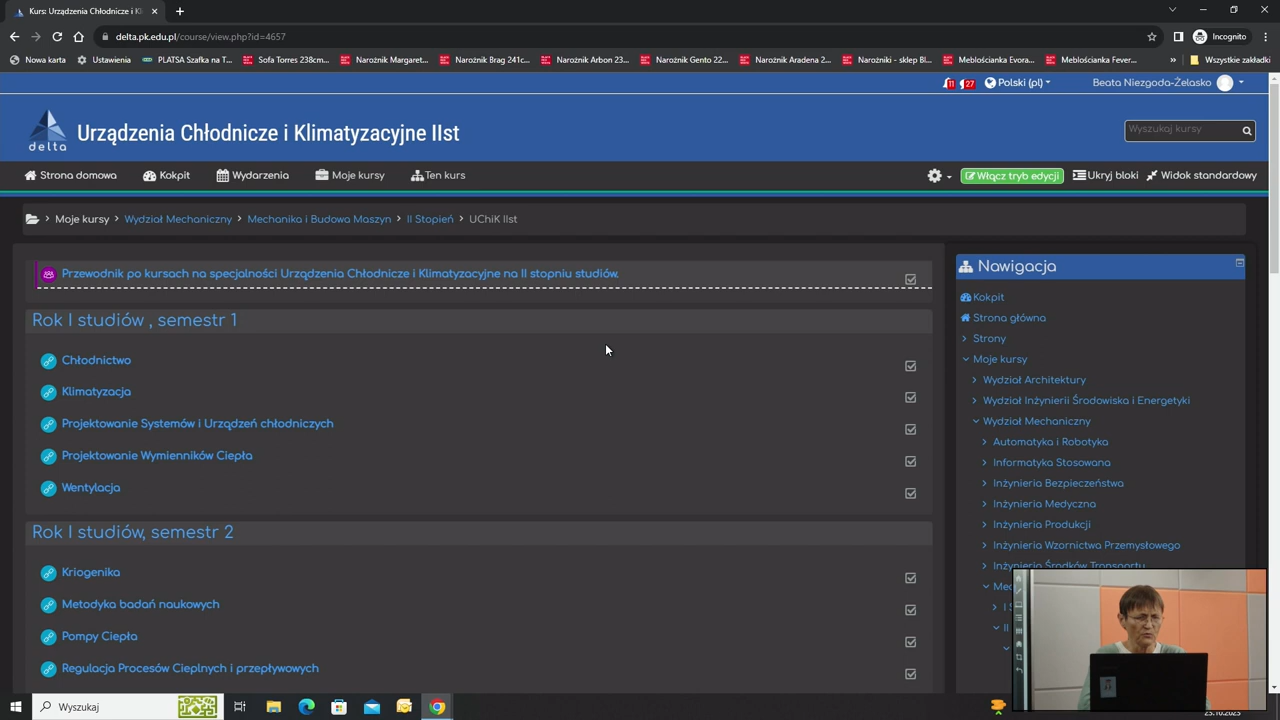 Kurs: Urządzenia Chłodnicze i Kl
delta.pk.edu.pl/course/view.php?id=4657
Incognito
Nowa karta
Ustawienia
PLATSA Szafka na T...
Sofa Torres 238cm...
Narożnik Margaret...
Narożnik Brag 241c...
Narożnik Arbon 23...
Narożnik Gento 22...
Narożnik Aradena 2...
Narożniki - sklep Bl...
Meblościanka Evora...
Meblościanka Fever...
»
Wszystkie zakładki
11
27
Polski (pl)
Beata Niezgoda-Żelasko
delta
Urządzenia Chłodnicze i Klimatyzacyjne IIst
Wyszukaj kursy
Strona domowa
Kokpit
Wydarzenia
Moje kursy
Ten kurs
Włącz tryb edycji
Ukryj bloki
Widok standardowy
Moje kursy > Wydział Mechaniczny > Mechanika i Budowa Maszyn > II Stopień > UChiK IIst
Przewodnik po kursach na specjalności Urządzenia Chłodnicze i Klimatyzacyjne na II stopniu studiów.
Rok I studiów , semestr 1
Chłodnictwo
Klimatyzacja
Projektowanie Systemów i Urządzeń chłodniczych
Projektowanie Wymienników Ciepła
Wentylacja
Rok I studiów, semestr 2
Kriogenika
Metodyka badań naukowych
Pompy Ciepła
Regulacja Procesów Cieplnych i przepływowych
Nawigacja
Kokpit
Strona główna
Strony
Moje kursy
Wydział Architektury
Wydział Inżynierii Środowiska i Energetyki
Wydział Mechaniczny
Automatyka i Robotyka
Informatyka Stosowana
Inżynieria Bezpieczeństwa
Inżynieria Medyczna
Inżynieria Produkcji
Inżynieria Wzornictwa Przemysłowego
Inżynieria Środków Transportu
Wyszukaj
23.10.2023